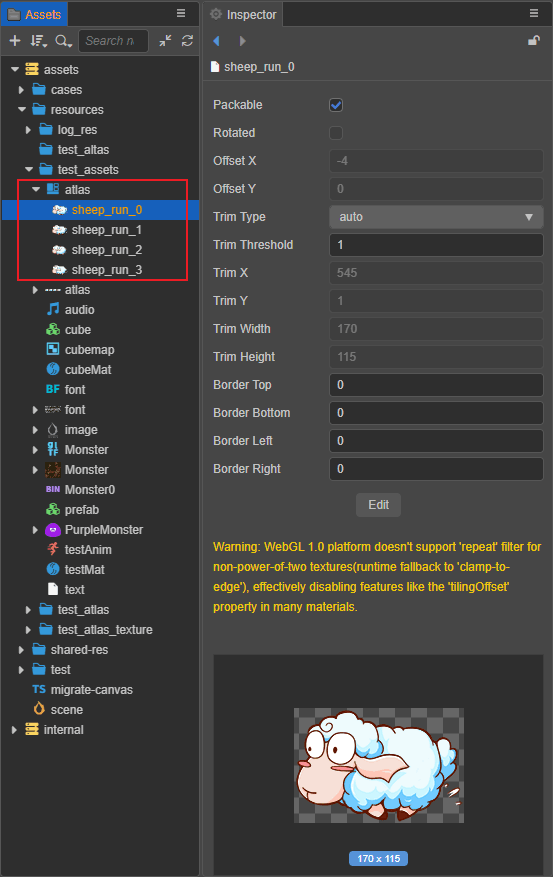 Assets
Search n
assets
cases
resources
log_res
test_altas
test_assets
atlas
sheep_run_0
sheep_run_1
sheep_run_2
sheep_run_3
atlas
audio
cube
cubemap
cubeMat
BF font
font
image
Monster
Monster
BIN Monster0
prefab
PurpleMonster
testAnim
testMat
text
test_atlas
test_atlas_texture
shared-res
test
TS migrate-canvas
scene
internal
Inspector
sheep_run_0
Packable
Rotated
Offset X -4
Offset Y 0
Trim Type auto
Trim Threshold 1
Trim X 545
Trim Y 1
Trim Width 170
Trim Height 115
Border Top 0
Border Bottom 0
Border Left 0
Border Right 0
Edit
Warning: WebGL 1.0 platform doesn't support 'repeat' filter for
non-power-of-two textures(runtime fallback to 'clamp-to-
edge'), effectively disabling features like the 'tilingOffset'
property in many materials.
170 x 115